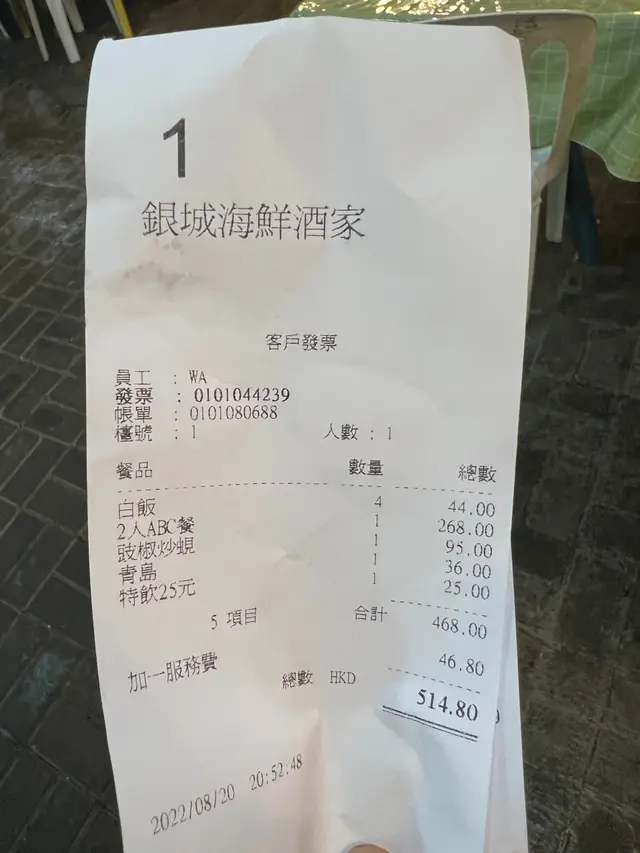 1
銀城海鮮酒家
客戶發票
員工 : WA
發票 : 0101044239
帳單 : 0101080688
檯號 : 1 人數 : 1
餐品 數量 總數
白飯 4 44.00
2人ABC餐 1 268.00
豉椒炒蜆 1 95.00
青島 1 36.00
特飲25元 1 25.00
5 項目 合計 468.00
加一服務費 46.80
總數 HKD 514.80
2022/08/20 20:52:48